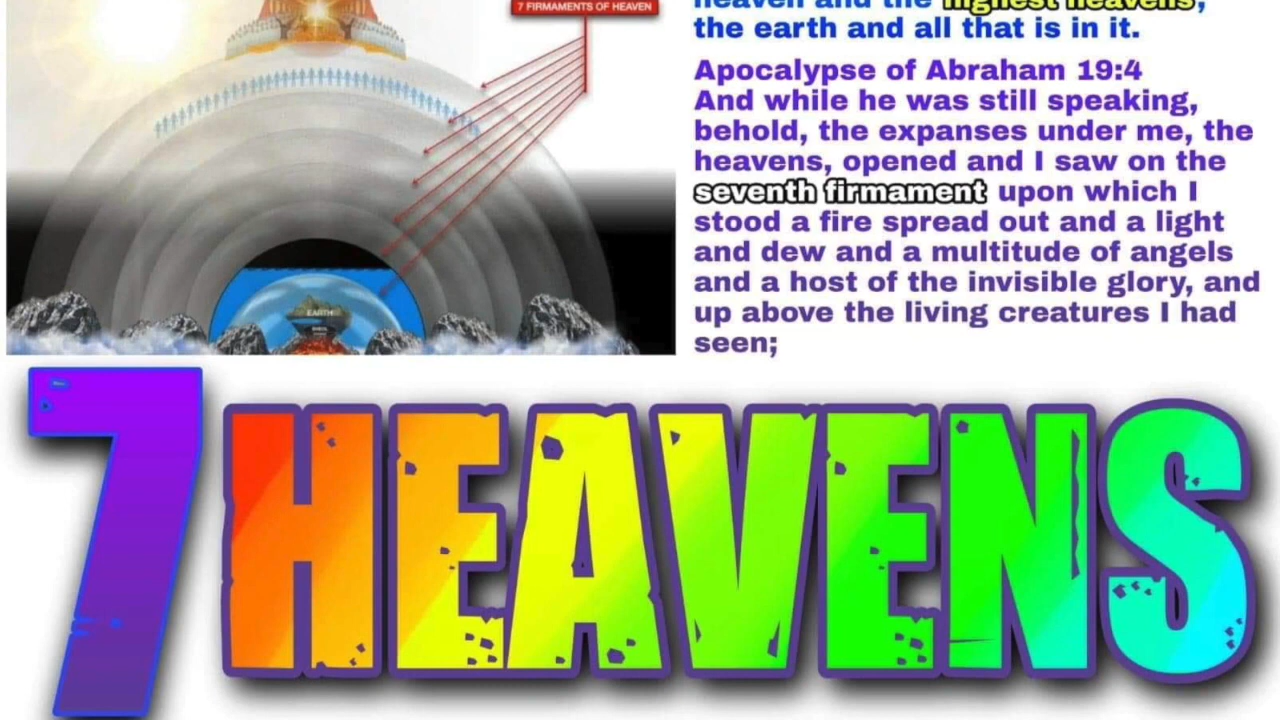 7 FIRMAMENTS OF HEAVEN
heaven and the highest heavens,
the earth and all that is in it.
Apocalypse of Abraham 19:4
And while he was still speaking,
behold, the expanses under me, the
heavens, opened and I saw on the
seventh firmament upon which I
stood a fire spread out and a light
and dew and a multitude of angels
and a host of the invisible glory, and
up above the living creatures I had
seen;
EARTH
7 HEAVENS